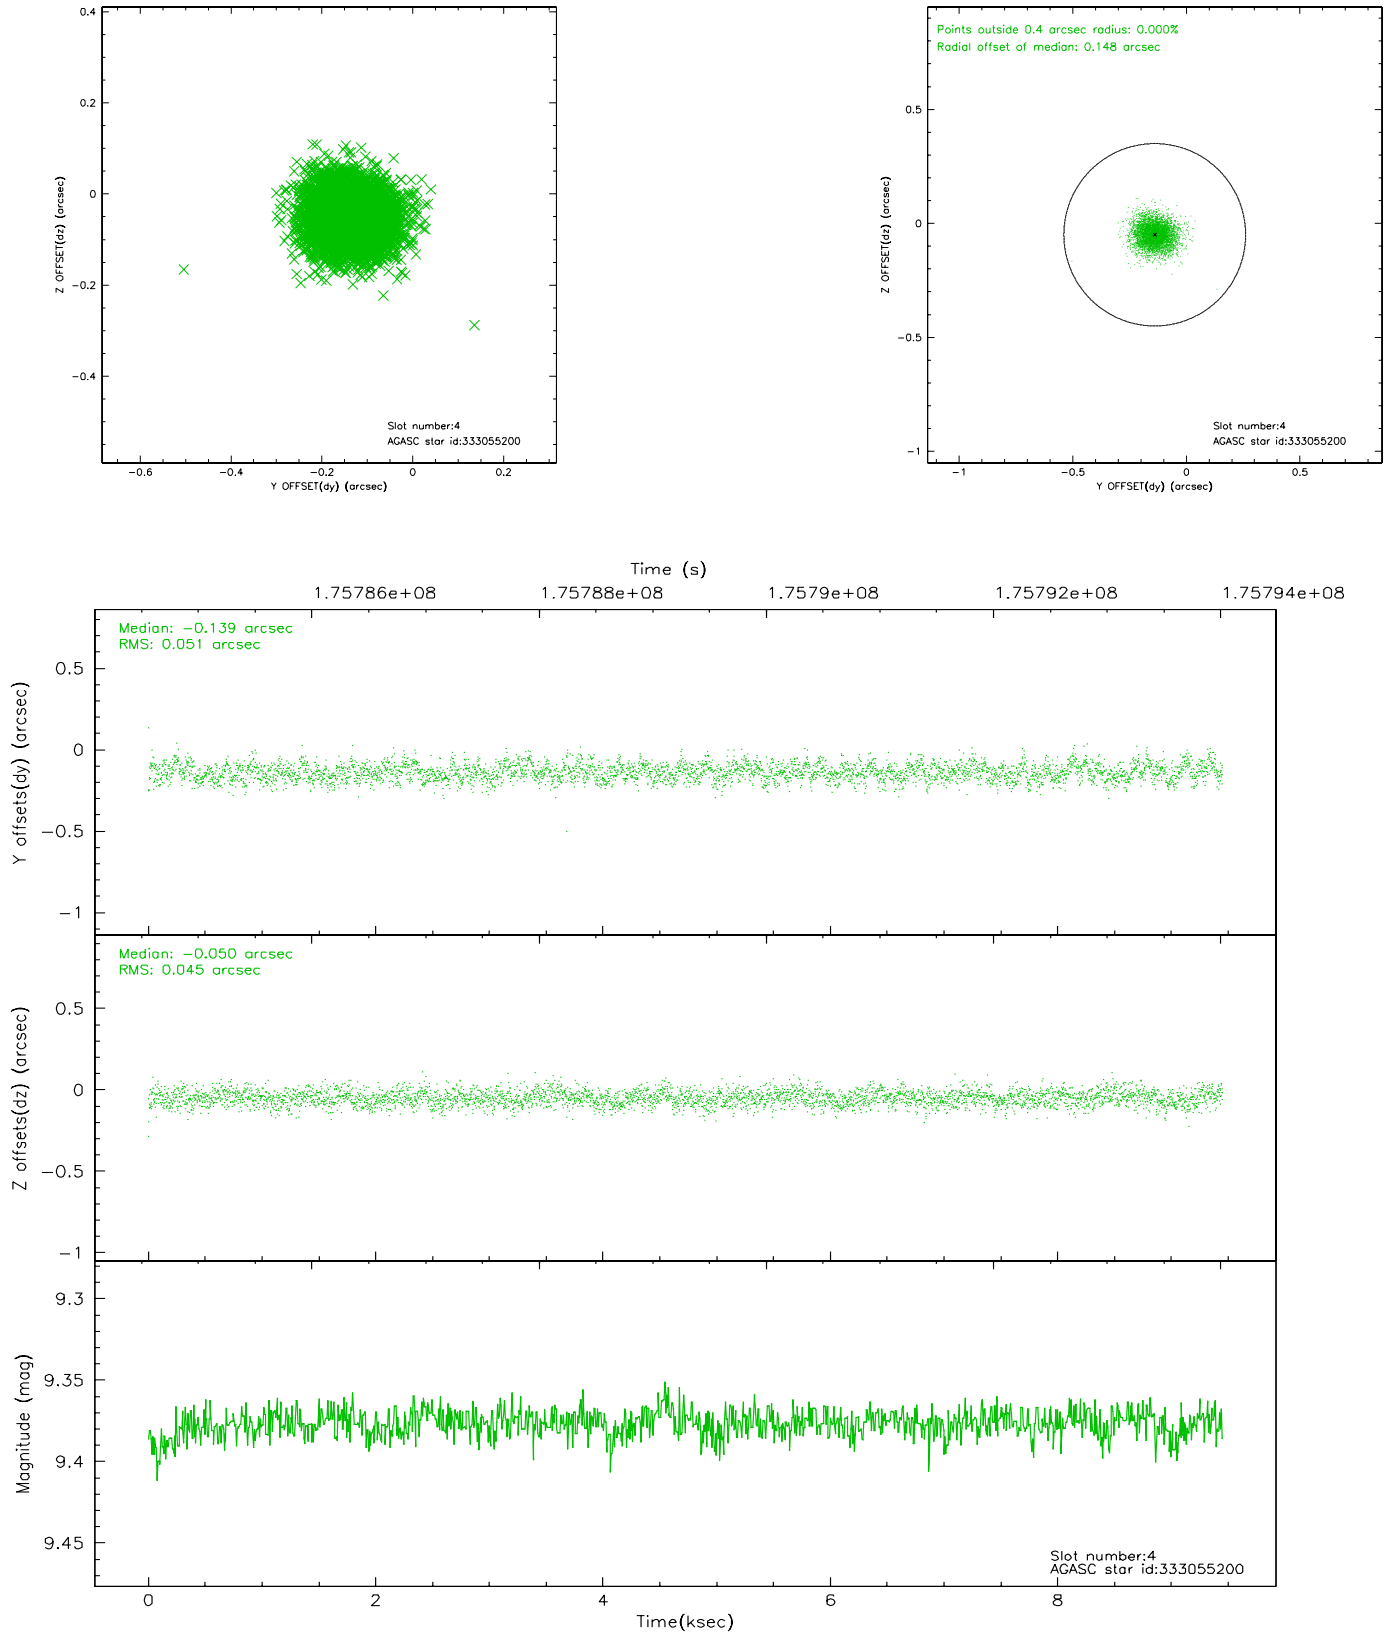 0.4
0.2
0
-0.2
-0.4
Z OFFSET(dz) (arcsec)
Slot number:4
AGASC star id:333055200
-0.6
-0.4
-0.2
0
0.2
Y OFFSET(dy) (arcsec)
Points outside 0.4 arcsec radius: 0.000%
Radial offset of median: 0.148 arcsec
0.5
0
-0.5
-1
Z OFFSET(dz) (arcsec)
Slot number:4
AGASC star id:333055200
-1
-0.5
0
0.5
Y OFFSET(dy) (arcsec)
Time (s)
1.75786e+08
1.75788e+08
1.7579e+08
1.75792e+08
1.75794e+08
Median: -0.139 arcsec
RMS: 0.051 arcsec
0.5
0
-0.5
-1
Y offsets(dy) (arcsec)
Median: -0.050 arcsec
RMS: 0.045 arcsec
0.5
0
-0.5
-1
Z offsets(dz) (arcsec)
9.3
9.35
9.4
9.45
Magnitude (mag)
Slot number:4
AGASC star id:333055200
0
2
4
6
8
Time(ksec)